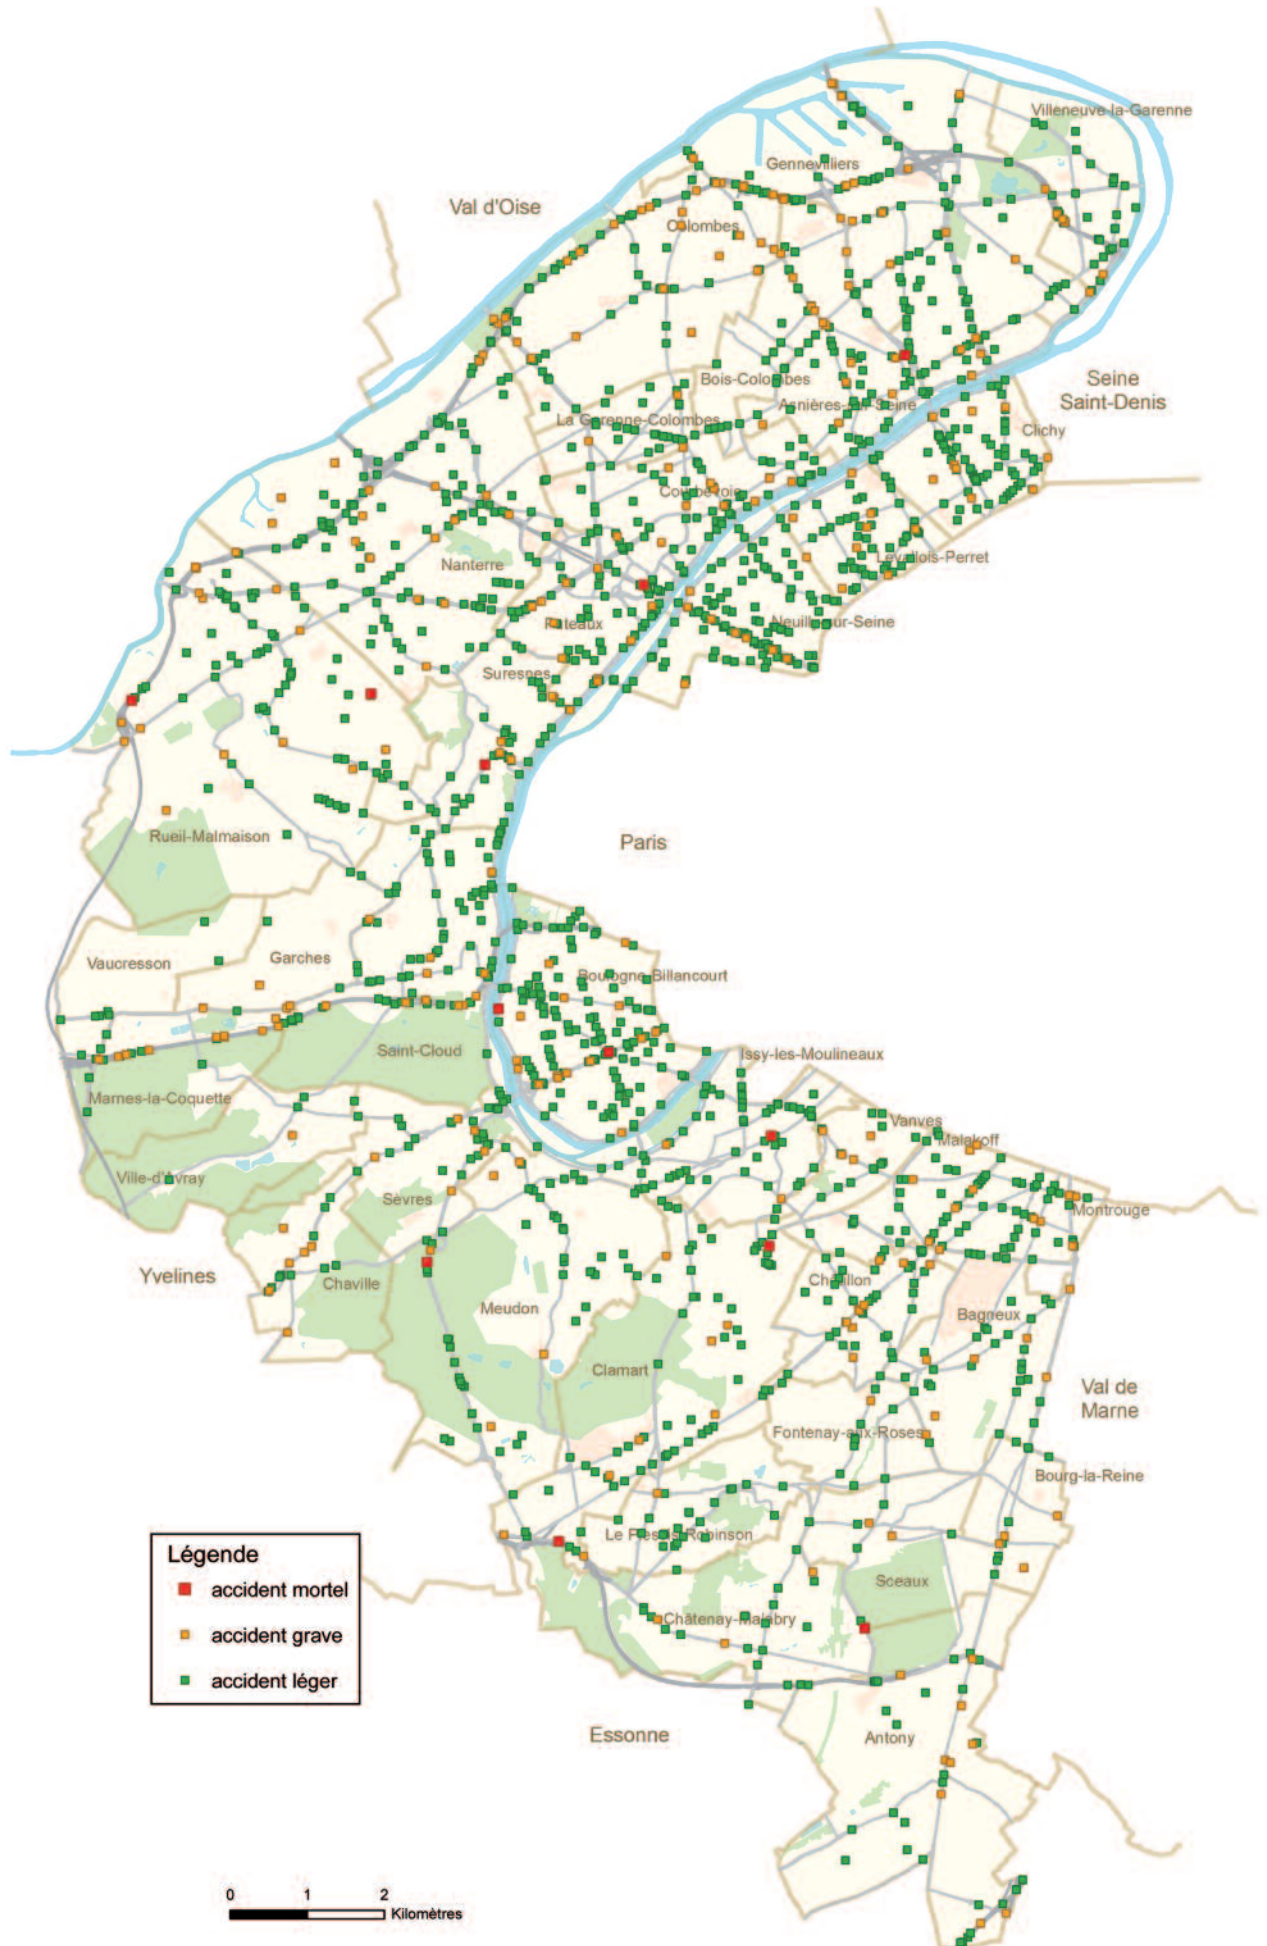 Villeneuve-la-Garenne
Gennevilliers
Val d'Oise
Colombes
Bois-Colombes
Seine
Saint-Denis
Asnières-sur-Seine
La Garenne-Colombes
Clichy
Courbevoie
Levallois-Perret
Nanterre
Puteaux
Neuilly-sur-Seine
Suresnes
Rueil-Malmaison
Paris
Vaucresson
Garches
Boulogne-Billancourt
Saint-Cloud
Issy-les-Moulineaux
Marnes-la-Coquette
Vanves
Malakoff
Ville-d'Avray
Sèvres
Montrouge
Yvelines
Chaville
Châtillon
Meudon
Bagneux
Clamart
Val de
Marne
Fontenay-aux-Roses
Bourg-la-Reine
Le Plessis-Robinson
Sceaux
Châtenay-Malabry
Essonne
Antony
Légende
accident mortel
accident grave
accident léger
0 1 2
Kilomètres